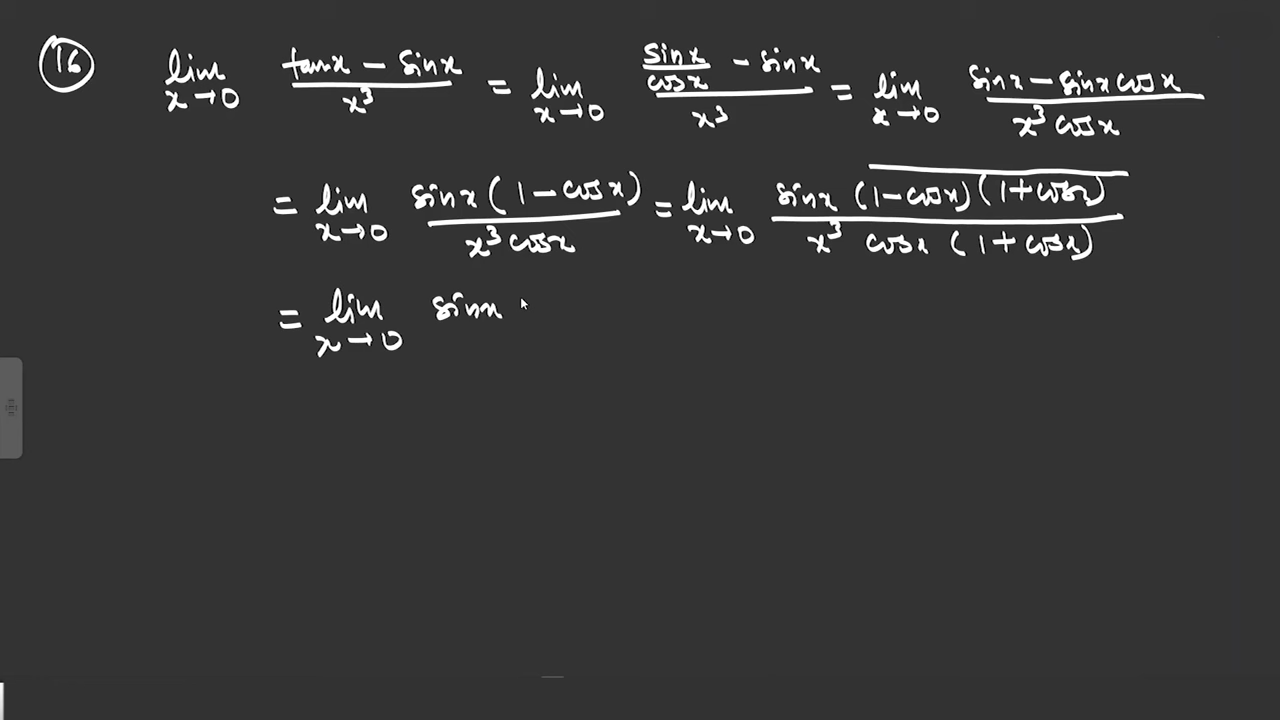 (16) lim x→0 (tanx - sinx)/x³ = lim x→0 (sinx/cosx - sinx)/x³ = lim x→0 (sinx - sinx cosx)/(x³ cosx)
= lim x→0 sinx(1-cosx)/(x³ cosx) = lim x→0 sinx (1-cosx)(1+cosx)/(x³ cosx (1+cosx))
= lim x→0 sinx